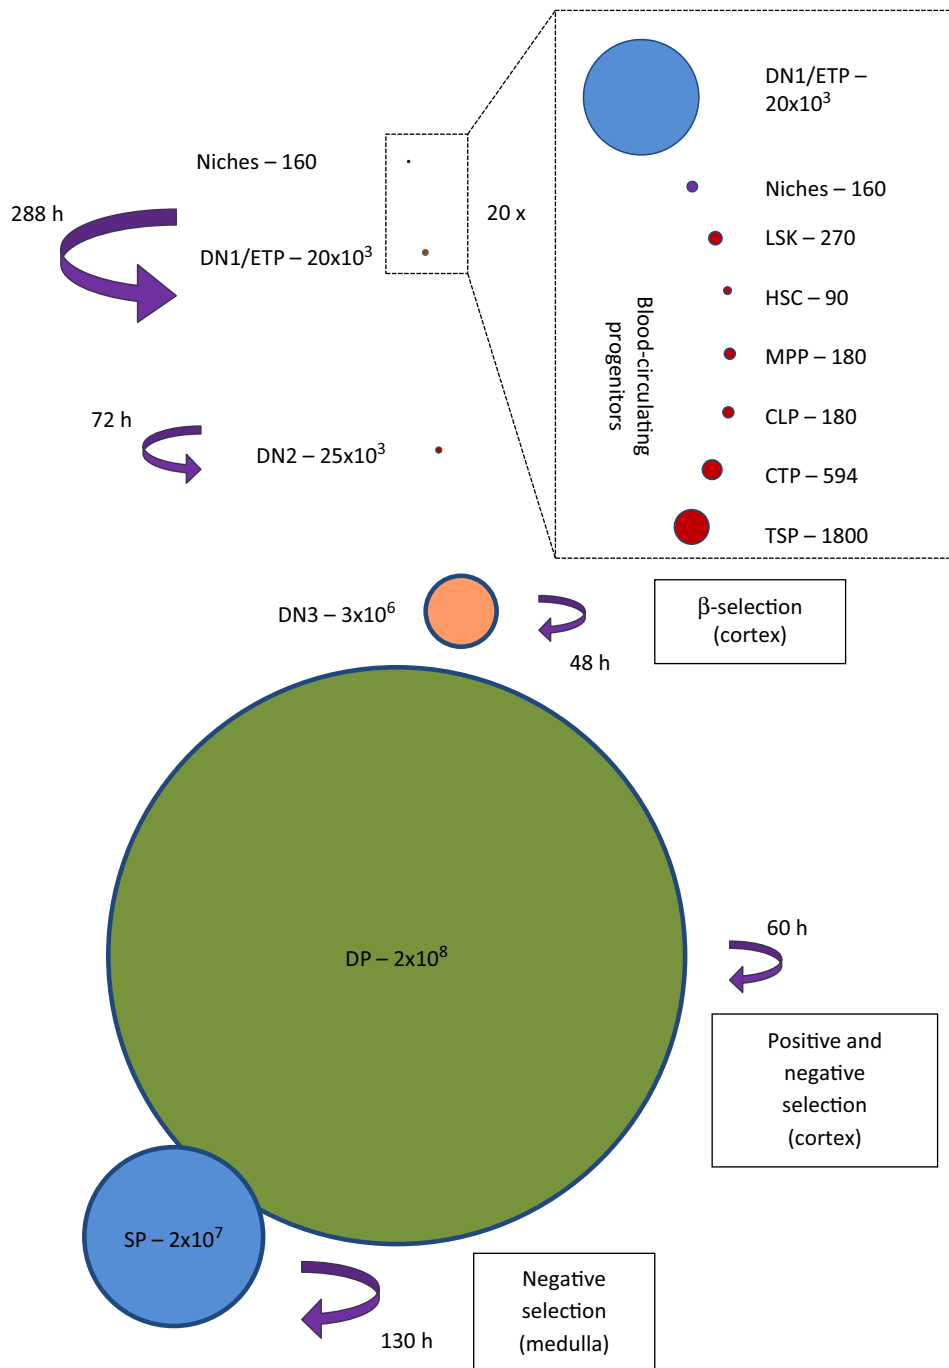 DN1/ETP –
20x10³
Niches – 160
288 h
20 x
Niches – 160
LSK – 270
DN1/ETP – 20x10³
HSC – 90
Blood-circulating
progenitors
MPP – 180
72 h
CLP – 180
DN2 – 25x10³
CTP – 594
TSP – 1800
DN3 – 3x10⁶
β-selection
(cortex)
48 h
60 h
DP – 2x10⁸
Positive and
negative
selection
(cortex)
SP – 2x10⁷
Negative
selection
(medulla)
130 h